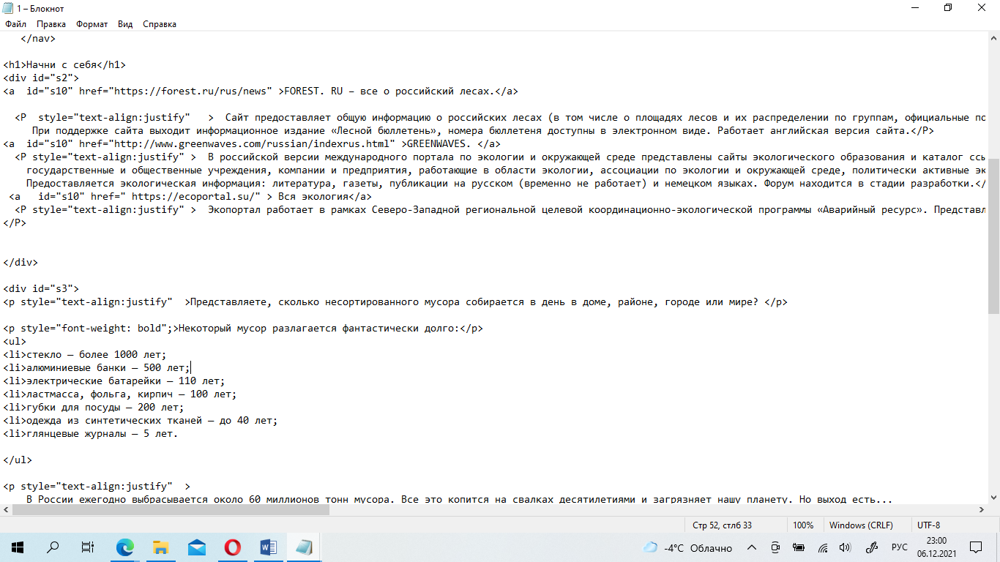 1 – Блокнот
Файл Правка Формат Вид Справка
</nav>
<h1>Начни с себя</h1>
<div id="s2">
<a  id="s10" href="https://forest.ru/rus/news" >FOREST. RU – все о российский лесах.</a>
<P  style="text-align:justify"   >  Сайт предоставляет общую информацию о российских лесах (в том числе о площадях лесов и их распределении по группам, официальные по
При поддержке сайта выходит информационное издание «Лесной бюллетень», номера бюллетеня доступны в электронном виде. Работает английская версия сайта.</P>
<a  id="s10" href="http://www.greenwaves.com/russian/indexrus.html" >GREENWAVES. </a>
<P style="text-align:justify" >  В российской версии международного портала по экологии и окружающей среде представлены сайты экологического образования и каталог ссы
государственные и общественные учреждения, компании и предприятия, работающие в области экологии, ассоциации по экологии и окружающей среде, политически активные эк
Предоставляется экологическая информация: литература, газеты, публикации на русском (временно не работает) и немецком языках. Форум находится в стадии разработки.</
<a   id="s10" href=" https://ecoportal.su/" > Вся экология</a>
<P style="text-align:justify" >  Экопортал работает в рамках Северо-Западной региональной целевой координационно-экологической программы «Аварийный ресурс». Представл
</P>
</div>
<div id="s3">
<p style="text-align:justify"  >Представляете, сколько несортированного мусора собирается в день в доме, районе, городе или мире? </p>
<p style="font-weight: bold";>Некоторый мусор разлагается фантастически долго:</p>
<ul>
<li>стекло — более 1000 лет;
<li>алюминиевые банки — 500 лет;
<li>электрические батарейки — 110 лет;
<li>ластмасса, фольга, кирпич — 100 лет;
<li>губки для посуды — 200 лет;
<li>одежда из синтетических тканей — до 40 лет;
<li>глянцевые журналы — 5 лет.
</ul>
<p style="text-align:justify"  >
В России ежегодно выбрасывается около 60 миллионов тонн мусора. Все это копится на свалках десятилетиями и загрязняет нашу планету. Но выход есть...
Стр 52, стлб 33 100% Windows (CRLF) UTF-8
-4°C Облачно РУС 23:00
06.12.2021